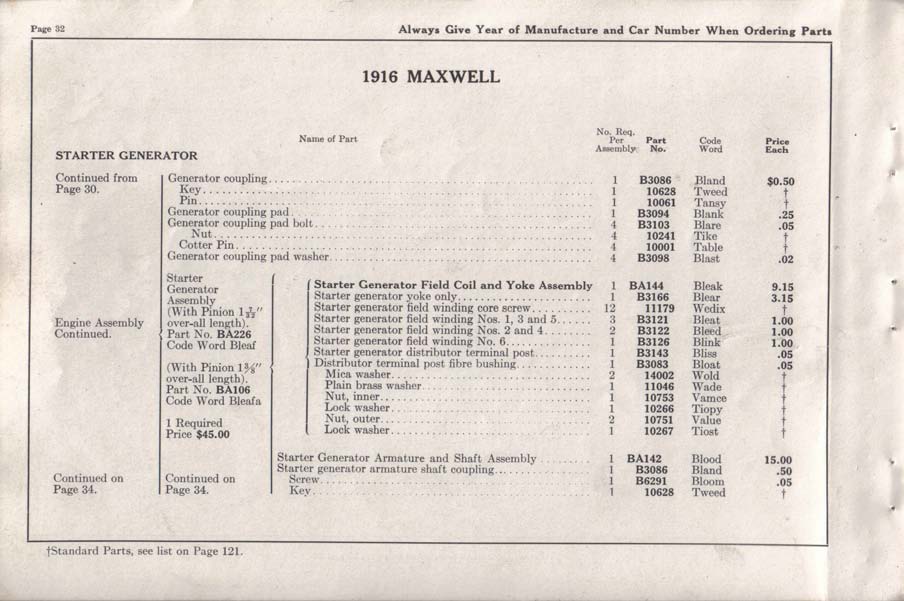 Page 32 Always Give Year of Manufacture and Car Number When Ordering Parts
1916 MAXWELL
Name of Part No. Req. Per Assembly Part No. Code Word Price Each
STARTER GENERATOR
Continued from Page 30.
Generator coupling 1 B3086 Bland $0.50
Key 1 10628 Tweed †
Pin 1 10061 Tansy †
Generator coupling pad 1 B3094 Blank .25
Generator coupling pad bolt 4 B3103 Blare .05
Nut 4 10241 Tike †
Cotter Pin 4 10001 Table †
Generator coupling pad washer 4 B3098 Blast .02
Engine Assembly
Continued.
Starter
Generator
Assembly
(With Pinion 1
over-all length).
Part No. BA226
Code Word Bleaf
(With Pinion 1
over-all length).
Part No. BA106
Code Word Bleafa
1 Required
Price $45.00
Starter Generator Field Coil and Yoke Assembly 1 BA144 Bleak 9.15
Starter generator yoke only 1 B3166 Blear 3.15
Starter generator field winding core screw 12 11179 Wedix †
Starter generator field winding Nos. 1, 3 and 5 3 B3121 Bleat 1.00
Starter generator field winding Nos. 2 and 4 2 B3122 Bleed 1.00
Starter generator field winding No. 6 1 B3126 Blink 1.00
Starter generator distributor terminal post 1 B3143 Bliss .05
Distributor terminal post fibre bushing 1 B3083 Bloat .05
Mica washer 2 14002 Wold †
Plain brass washer 1 11046 Wade †
Nut, inner 1 10753 Vamce †
Lock washer 1 10266 Tiopy †
Nut, outer 2 10751 Value †
Lock washer 1 10267 Tiost †
Starter Generator Armature and Shaft Assembly 1 BA142 Blood 15.00
Starter generator armature shaft coupling 1 B3086 Bland .50
Screw 1 B6291 Bloom .05
Key 1 10628 Tweed †
Continued on
Page 34.
Continued on
Page 34.
†Standard Parts, see list on Page 121.